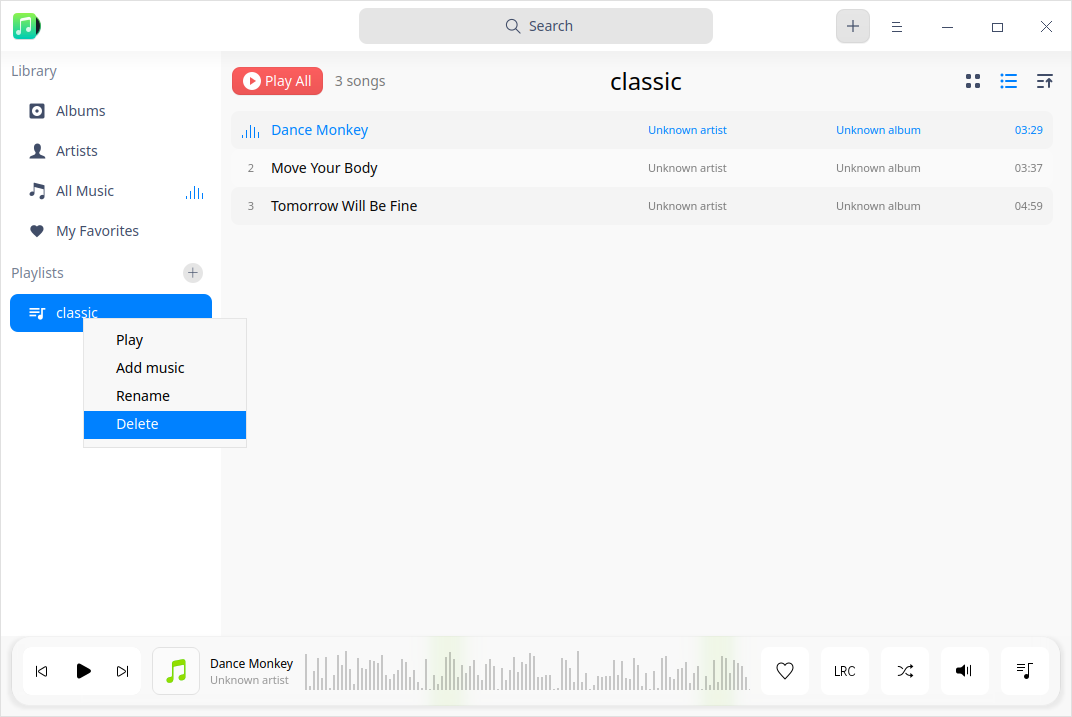 Search
Library
Albums
Artists
All Music
My Favorites
Playlists
classic
Play
Add music
Rename
Delete
Play All
3 songs
classic
Dance Monkey Unknown artist Unknown album 03:29
2 Move Your Body Unknown artist Unknown album 03:37
3 Tomorrow Will Be Fine Unknown artist Unknown album 04:59
Dance Monkey
Unknown artist
LRC